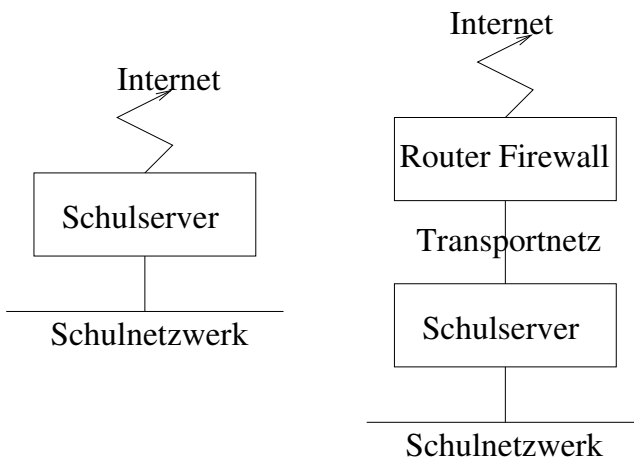 Internet
Schulserver
Schulnetzwerk
Internet
Router Firewall
Transportnetz
Schulserver
Schulnetzwerk